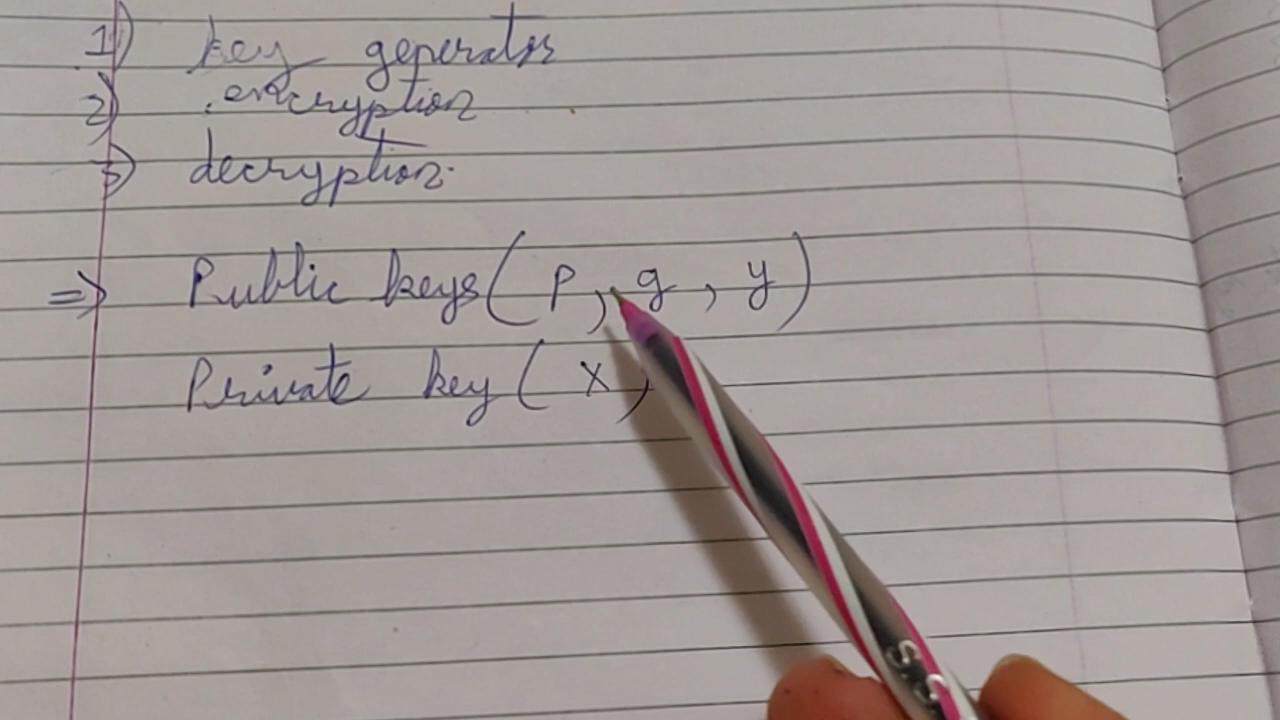 1) key generator
2) encryption
3) decryption.
=> Public keys (P, g, y)
Private key (x)